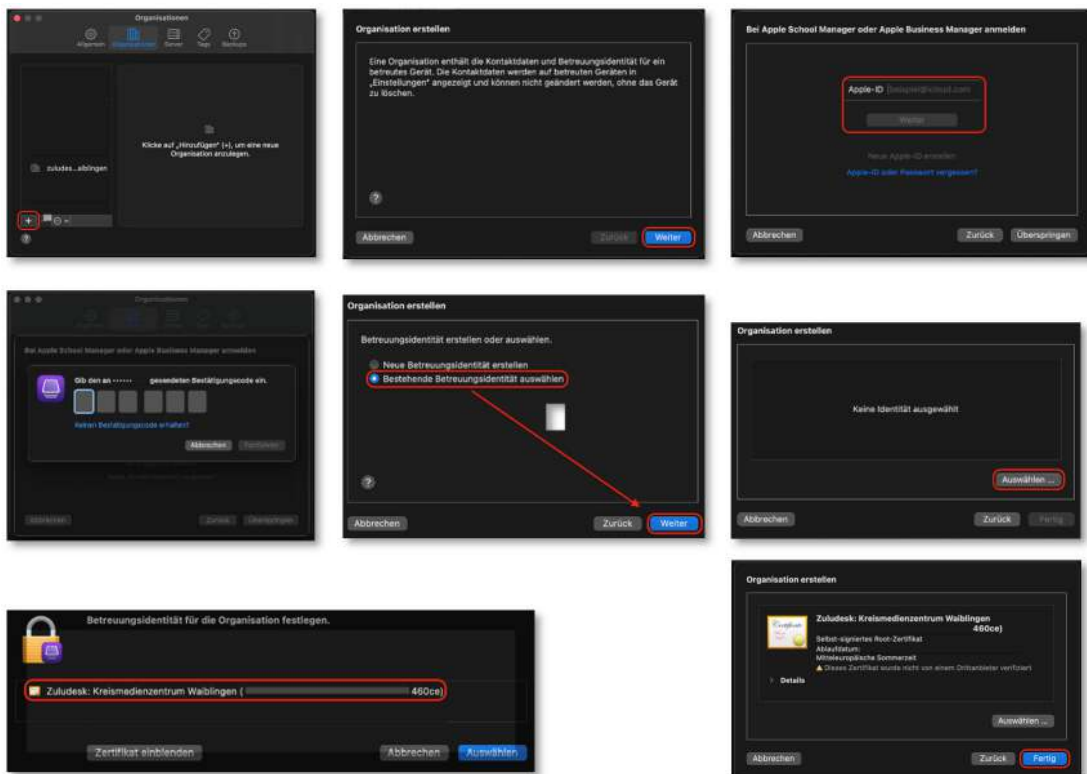 Organisationen
Allgemein Organisationen Server Tags Backups
zuludes...aiblingen
Klicke auf „Hinzufügen" (+), um eine neue
Organisation anzulegen.
+
?
Organisation erstellen
Eine Organisation enthält die Kontaktdaten und Betreuungsidentität für ein
betreutes Gerät. Die Kontaktdaten werden auf betreuten Geräten in
„Einstellungen" angezeigt und können nicht geändert werden, ohne das Gerät
zu löschen.
?
Abbrechen Zurück Weiter
Bei Apple School Manager oder Apple Business Manager anmelden
Apple-ID beispiel@icloud.com
Weiter
Neue Apple-ID erstellen
Apple-ID oder Passwort vergessen?
Abbrechen Zurück Überspringen
Organisationen
Bei Apple School Manager oder Apple Business Manager anmelden
Gib den an ······ gesendeten Bestätigungscode ein.
Keinen Bestätigungscode erhalten?
Abbrechen Fortfahren
Abbrechen Zurück Überspringen
Organisation erstellen
Betreuungsidentität erstellen oder auswählen.
Neue Betreuungsidentität erstellen
Bestehende Betreuungsidentität auswählen
?
Abbrechen Zurück Weiter
Organisation erstellen
Keine Identität ausgewählt
Auswählen ...
Abbrechen Zurück Fertig
Betreuungsidentität für die Organisation festlegen.
Zuludesk: Kreismedienzentrum Waiblingen ( 460ce)
Zertifikat einblenden Abbrechen Auswählen
Organisation erstellen
Certificate
Zuludesk: Kreismedienzentrum Waiblingen
460ce)
Selbst-signiertes Root-Zertifikat
Ablaufdatum:
Mitteleuropäische Sommerzeit
Dieses Zertifikat wurde nicht von einem Drittanbieter verifiziert
> Details
Auswählen ...
Abbrechen Zurück Fertig